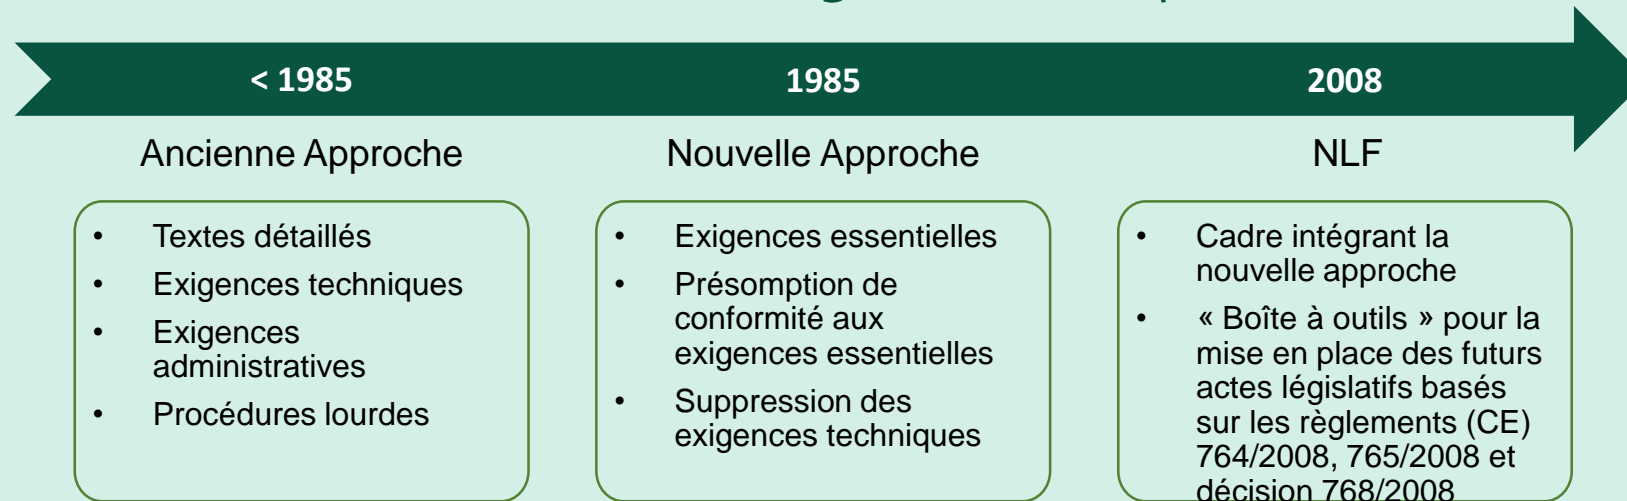 < 1985
1985
2008
Ancienne Approche
Nouvelle Approche
NLF
• Textes détaillés
• Exigences techniques
• Exigences
administratives
• Procédures lourdes
• Exigences essentielles
• Présomption de
conformité aux
exigences essentielles
• Suppression des
exigences techniques
• Cadre intégrant la
nouvelle approche
• « Boîte à outils » pour la
mise en place des futurs
actes législatifs basés
sur les règlements (CE)
764/2008, 765/2008 et
décision 768/2008